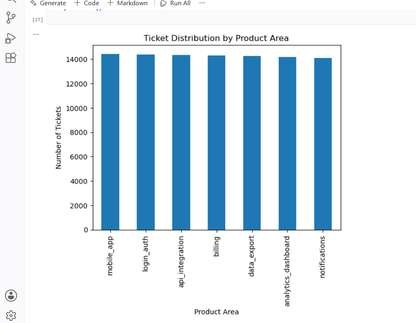 Generate + Code + Markdown Run All ...
Ticket Distribution by Product Area
14000
12000
10000
8000
6000
4000
2000
0
Number of Tickets
mobile_app
login_auth
api_integration
billing
data_export
analytics_dashboard
notifications
Product Area